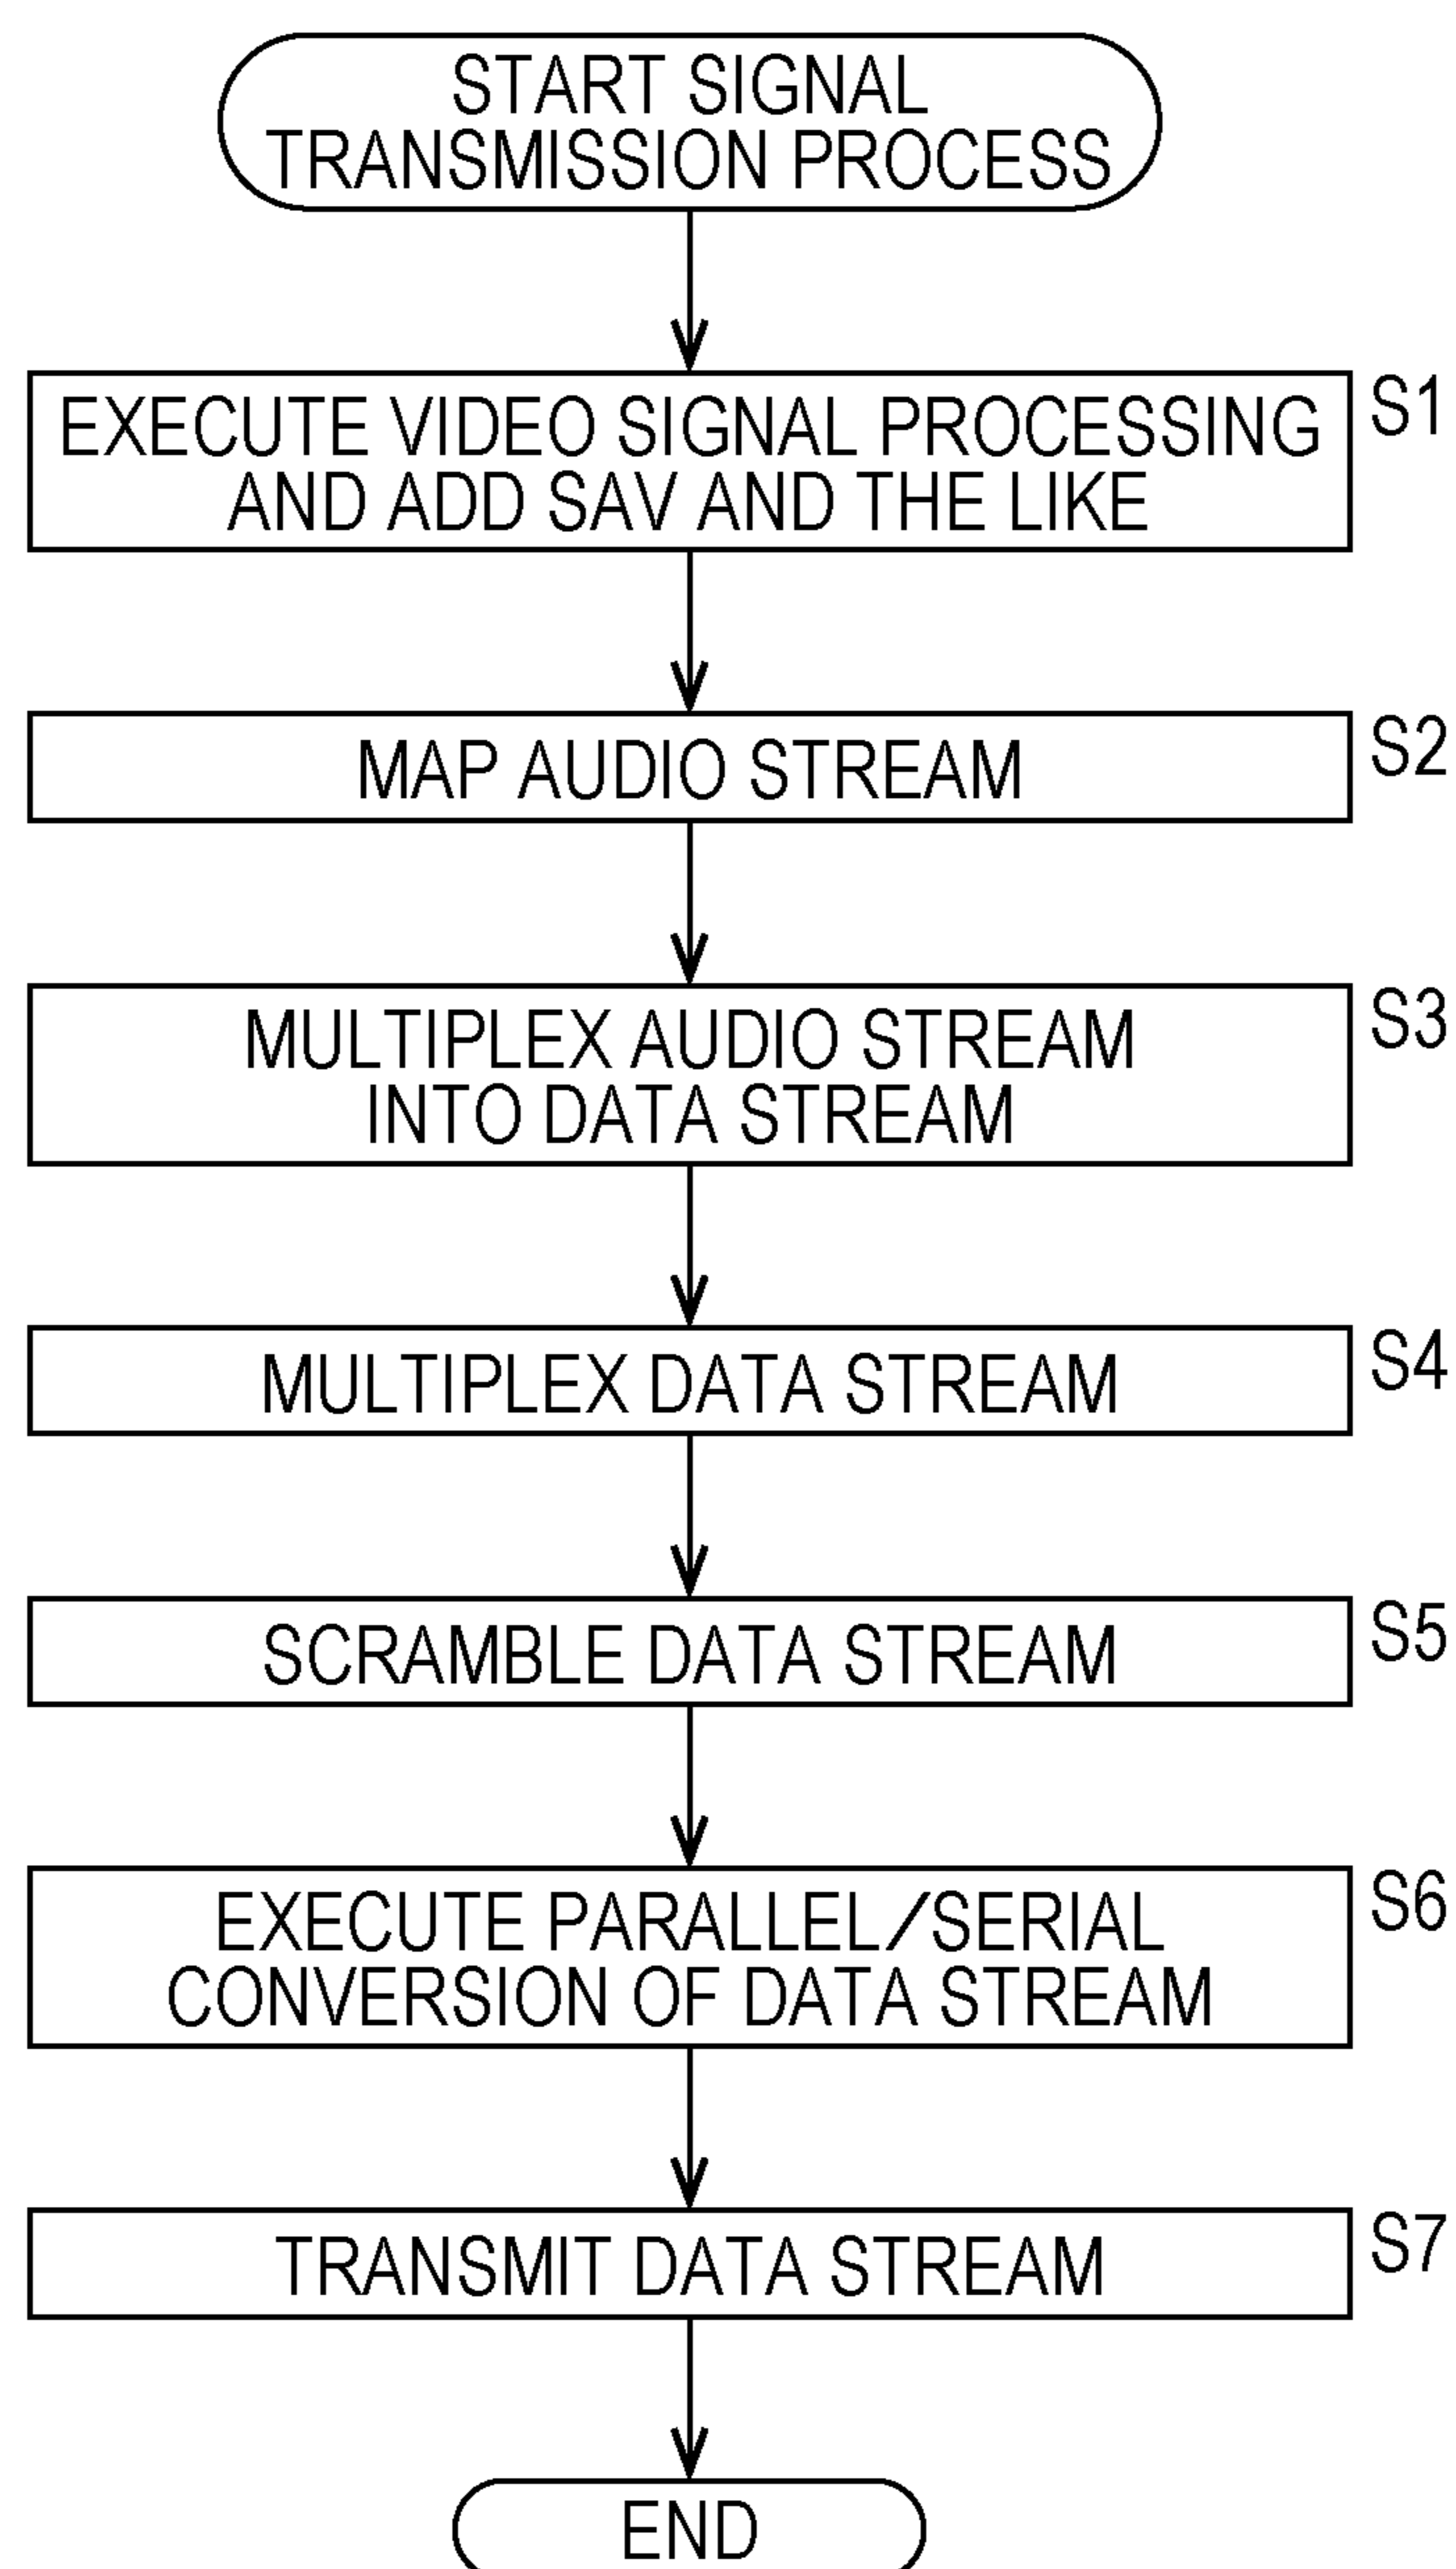 START SIGNAL
TRANSMISSION PROCESS
EXECUTE VIDEO SIGNAL PROCESSING
AND ADD SAV AND THE LIKE
S1
MAP AUDIO STREAM
S2
MULTIPLEX AUDIO STREAM
INTO DATA STREAM
S3
MULTIPLEX DATA STREAM
S4
SCRAMBLE DATA STREAM
S5
EXECUTE PARALLEL/SERIAL
CONVERSION OF DATA STREAM
S6
TRANSMIT DATA STREAM
S7
END